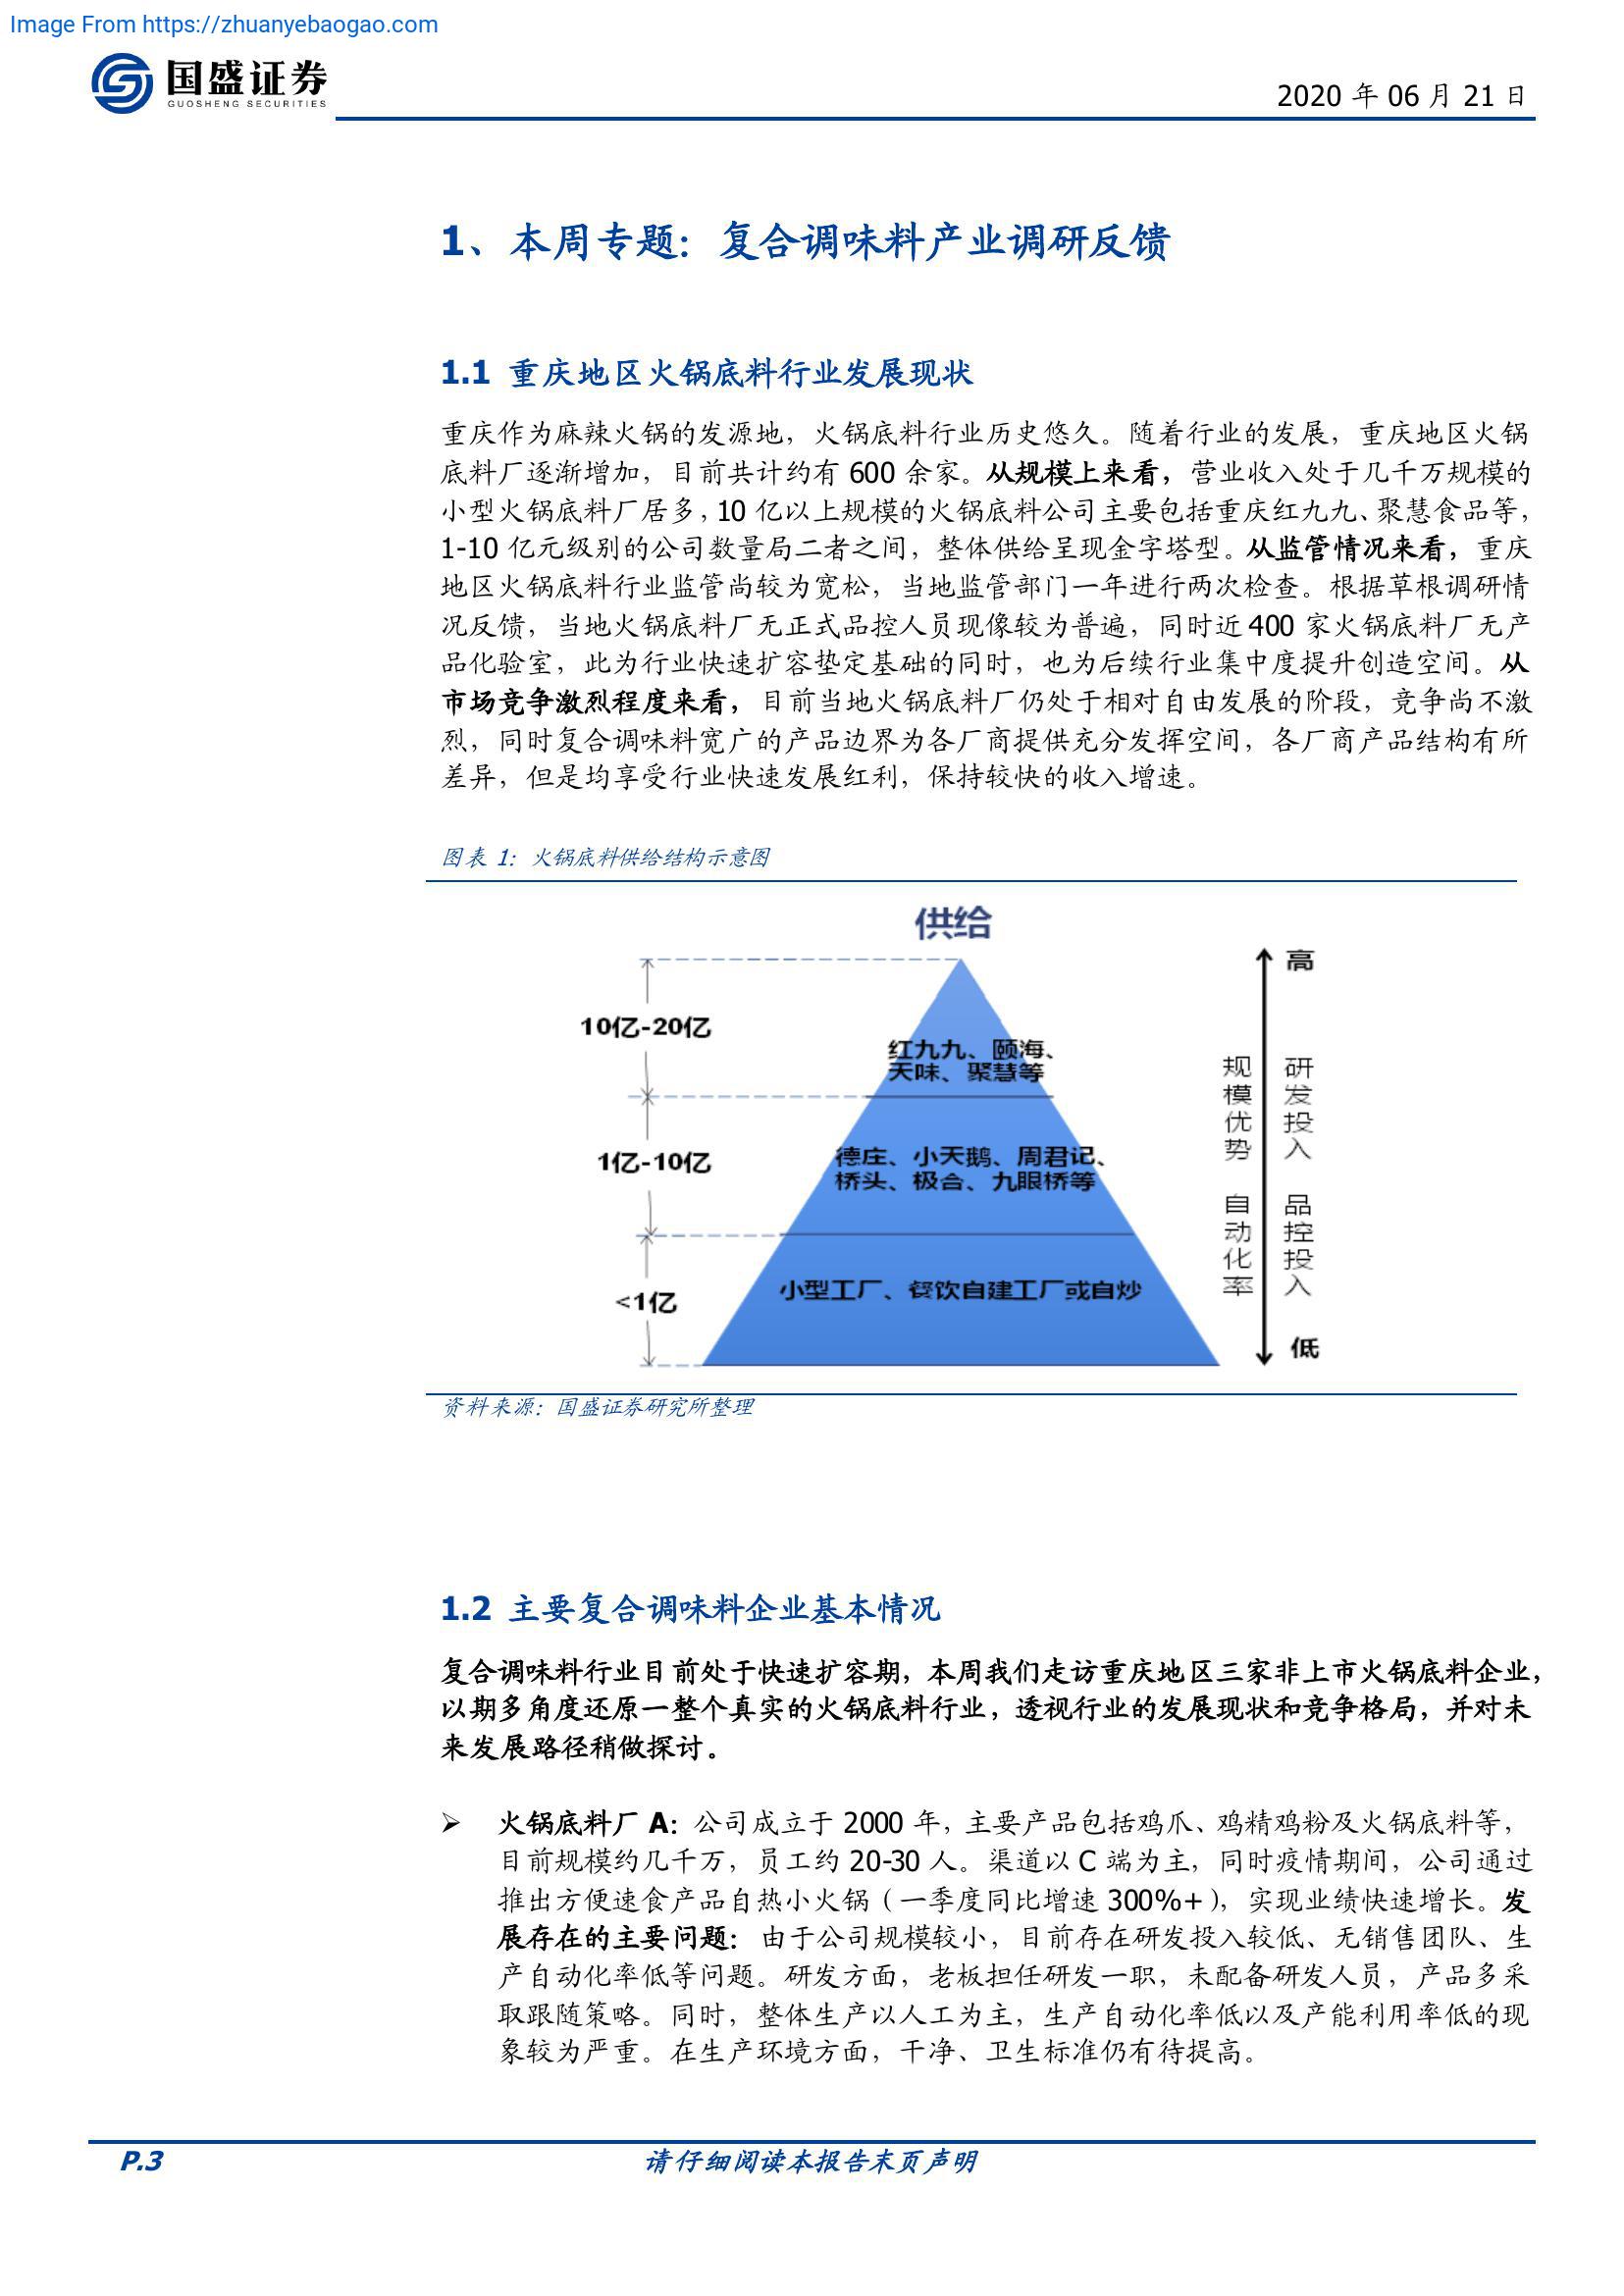 Image From https://zhuanyebaogao.com
国盛证券
GUOSHENG SECURITIES
2020 年 06 月 21 日
1、本周专题：复合调味料产业调研反馈
1.1 重庆地区火锅底料行业发展现状
重庆作为麻辣火锅的发源地，火锅底料行业历史悠久。随着行业的发展，重庆地区火锅
底料厂逐渐增加，目前共计约有 600 余家。从规模上来看，营业收入处于几千万规模的
小型火锅底料厂居多，10 亿以上规模的火锅底料公司主要包括重庆红九九、聚慧食品等，
1-10 亿元级别的公司数量局二者之间，整体供给呈现金字塔型。从监管情况来看，重庆
地区火锅底料行业监管尚较为宽松，当地监管部门一年进行两次检查。根据草根调研情
况反馈，当地火锅底料厂无正式品控人员现像较为普遍，同时近 400 家火锅底料厂无产
品化验室，此为行业快速扩容垫定基础的同时，也为后续行业集中度提升创造空间。从
市场竞争激烈程度来看，目前当地火锅底料厂仍处于相对自由发展的阶段，竞争尚不激
烈，同时复合调味料宽广的产品边界为各厂商提供充分发挥空间，各厂商产品结构有所
差异，但是均享受行业快速发展红利，保持较快的收入增速。
图表 1：火锅底料供给结构示意图
供给
10亿-20亿
红九九、颐海、
天味、聚慧等
1亿-10亿
德庄、小天鹅、周君记、
桥头、极合、九眼桥等
<1亿
小型工厂、餐饮自建工厂或自炒
高
规模优势
研发投入
自动化率
品控投入
低
资料来源：国盛证券研究所整理
1.2 主要复合调味料企业基本情况
复合调味料行业目前处于快速扩容期，本周我们走访重庆地区三家非上市火锅底料企业，
以期多角度还原一整个真实的火锅底料行业，透视行业的发展现状和竞争格局，并对未
来发展路径稍做探讨。
➢ 火锅底料厂 A：公司成立于 2000 年，主要产品包括鸡爪、鸡精鸡粉及火锅底料等，
目前规模约几千万，员工约 20-30 人。渠道以 C 端为主，同时疫情期间，公司通过
推出方便速食产品自热小火锅（一季度同比增速 300%+），实现业绩快速增长。发
展存在的主要问题：由于公司规模较小，目前存在研发投入较低、无销售团队、生
产自动化率低等问题。研发方面，老板担任研发一职，未配备研发人员，产品多采
取跟随策略。同时，整体生产以人工为主，生产自动化率低以及产能利用率低的现
象较为严重。在生产环境方面，干净、卫生标准仍有待提高。
P.3
请仔细阅读本报告末页声明